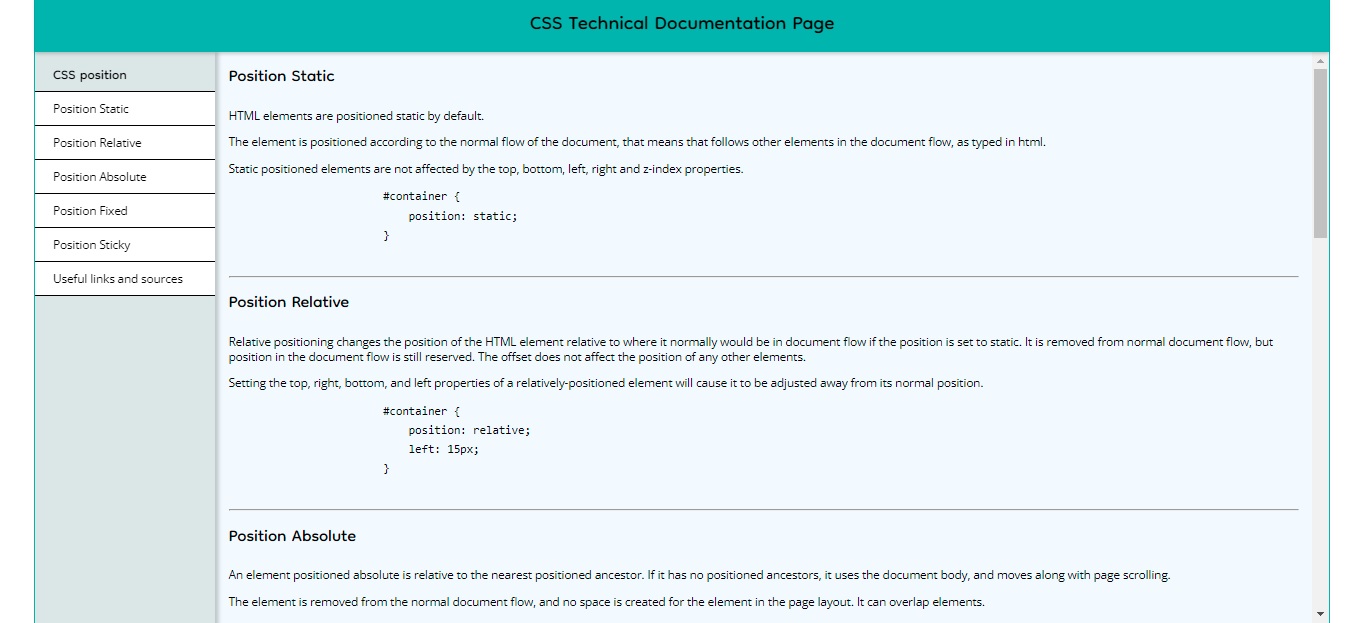 CSS Technical Documentation Page
CSS position
Position Static
Position Relative
Position Absolute
Position Fixed
Position Sticky
Useful links and sources
Position Static
HTML elements are positioned static by default.
The element is positioned according to the normal flow of the document, that means that follows other elements in the document flow, as typed in html.
Static positioned elements are not affected by the top, bottom, left, right and z-index properties.
#container {
    position: static;
}
Position Relative
Relative positioning changes the position of the HTML element relative to where it normally would be in document flow if the position is set to static. It is removed from normal document flow, but
position in the document flow is still reserved. The offset does not affect the position of any other elements.
Setting the top, right, bottom, and left properties of a relatively-positioned element will cause it to be adjusted away from its normal position.
#container {
    position: relative;
    left: 15px;
}
Position Absolute
An element positioned absolute is relative to the nearest positioned ancestor. If it has no positioned ancestors, it uses the document body, and moves along with page scrolling.
The element is removed from the normal document flow, and no space is created for the element in the page layout. It can overlap elements.